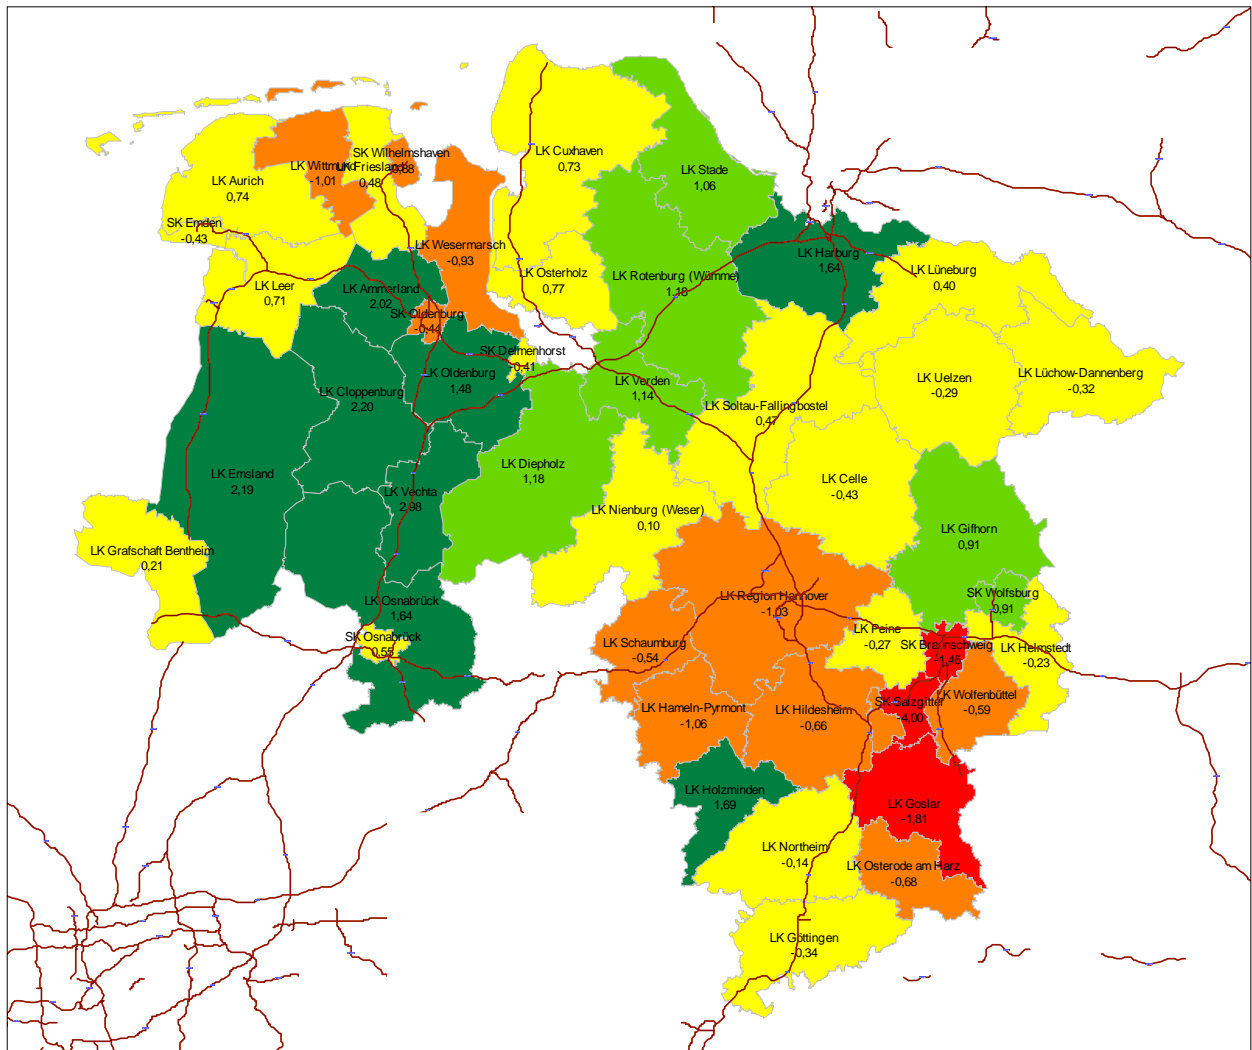 LK Cuxhaven
0,73
SK Wilhelmshaven
-0,88
LK Wittmund
-1,01
LK Friesland
0,48
LK Stade
1,06
LK Aurich
0,74
SK Emden
-0,43
LK Wesermarsch
-0,93
LK Harburg
1,64
LK Lüneburg
0,40
LK Osterholz
0,77
LK Rotenburg (Wümme)
1,18
LK Leer
0,71
LK Ammerland
2,02
SK Oldenburg
-0,44
SK Delmenhorst
-0,41
LK Oldenburg
1,48
LK Verden
1,14
LK Uelzen
-0,29
LK Lüchow-Dannenberg
-0,32
LK Cloppenburg
2,20
LK Soltau-Fallingbostel
0,47
LK Diepholz
1,18
LK Emsland
2,19
LK Celle
-0,43
LK Vechta
2,98
LK Nienburg (Weser)
0,10
LK Gifhorn
0,91
LK Grafschaft Bentheim
0,21
SK Wolfsburg
0,91
LK Region Hannover
-1,03
LK Osnabrück
1,64
SK Osnabrück
0,55
LK Schaumburg
-0,54
LK Peine
-0,27
SK Braunschweig
-1,45
LK Helmstedt
-0,23
LK Wolfenbüttel
-0,59
SK Salzgitter
-4,00
LK Hameln-Pyrmont
-1,06
LK Hildesheim
-0,66
LK Holzminden
1,69
LK Goslar
-1,81
LK Northeim
-0,14
LK Osterode am Harz
-0,68
LK Göttingen
-0,34